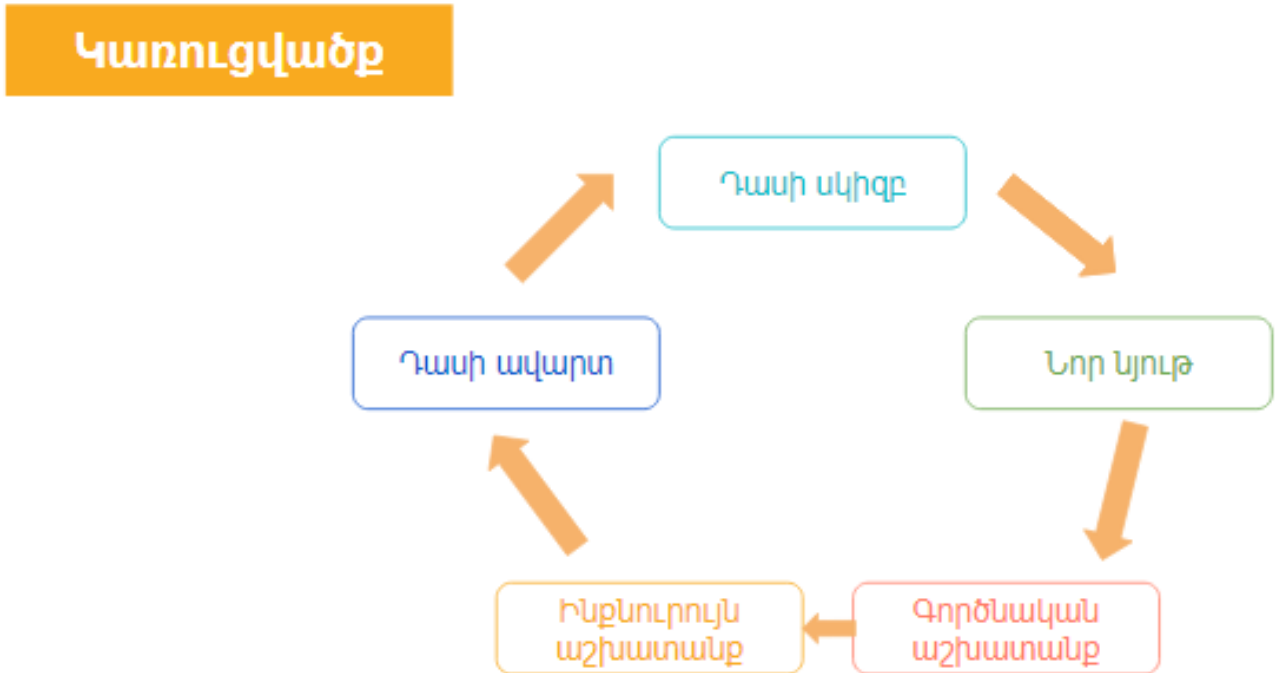 Կառուցվածք
Դասի սկիզբ
Դասի ավարտ
Նոր նյութ
Ինքնուրույն
աշխատանք
Գործնական
աշխատանք